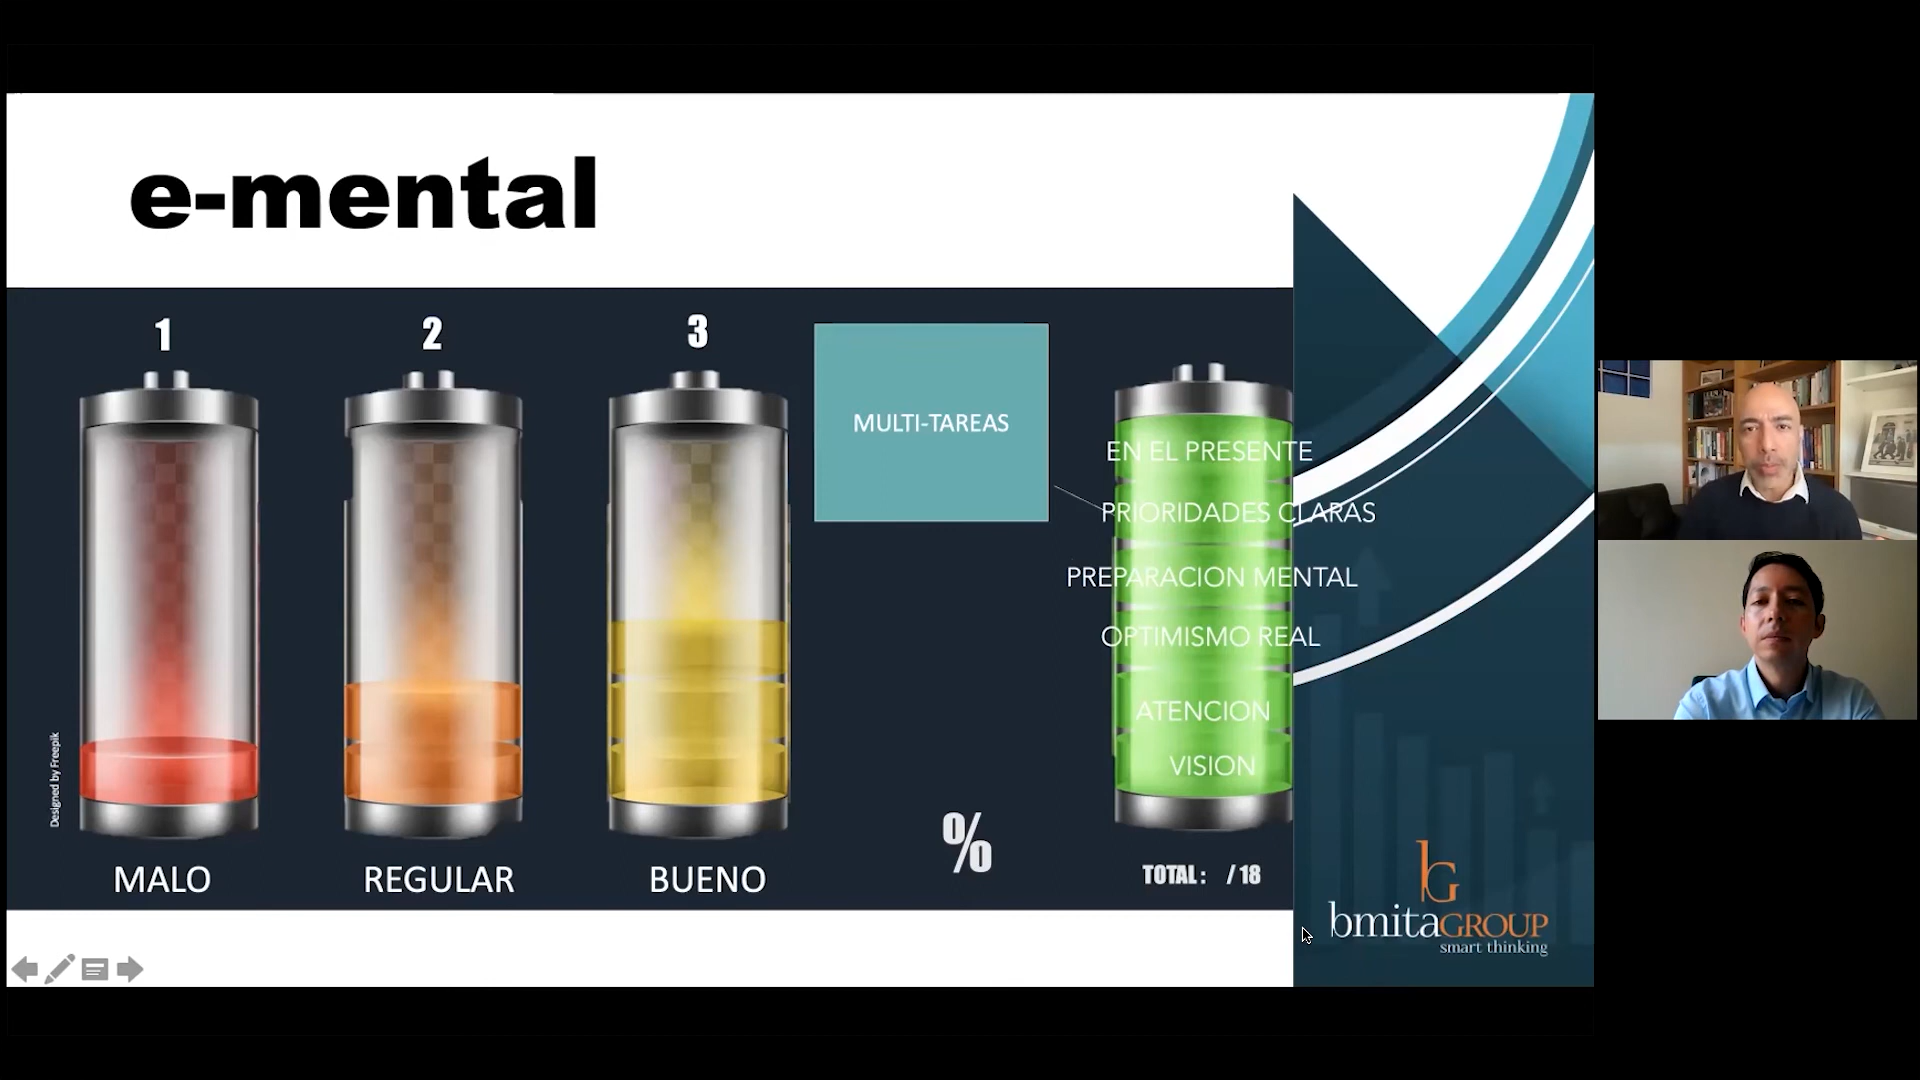 e-mental
1
2
3
MULTI-TAREAS
EN EL PRESENTE
PRIORIDADES CLARAS
PREPARACION MENTAL
OPTIMISMO REAL
ATENCION
VISION
Designed by Freepik
MALO
REGULAR
BUENO
%
TOTAL : / 18
bG
bmitaGROUP
smart thinking